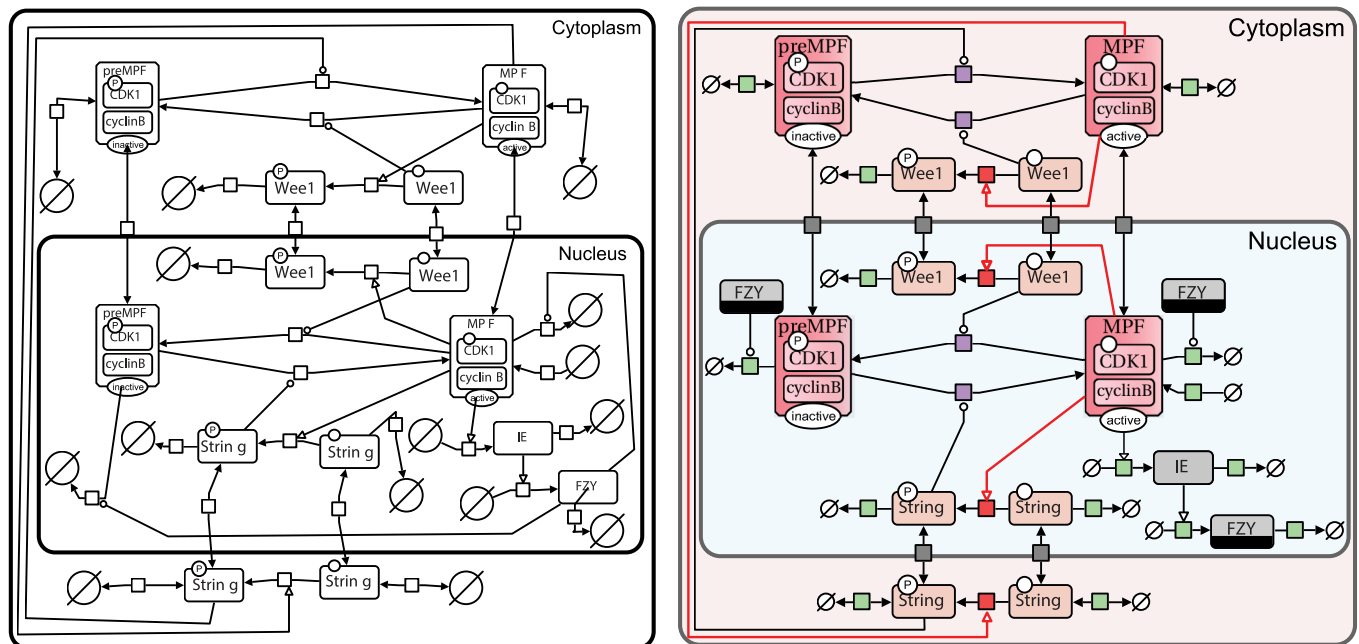 Cytoplasm
preMPF
P
CDK1
cyclinB
inactive
MP F
CDK1
cyclin B
active
P
Wee1
Wee1
Nucleus
P
Wee1
Wee1
preMPF
P
CDK1
cyclinB
inactive
MP F
CDK1
cyclin B
active
P
Strin g
Strin g
IE
FZY
P
Strin g
Strin g
Cytoplasm
preMPF
P
CDK1
cyclinB
inactive
MPF
CDK1
cyclinB
active
P
Wee1
Wee1
Nucleus
P
Wee1
Wee1
FZY
FZY
preMPF
P
CDK1
cyclinB
inactive
MPF
CDK1
cyclinB
active
IE
P
String
String
FZY
P
String
String